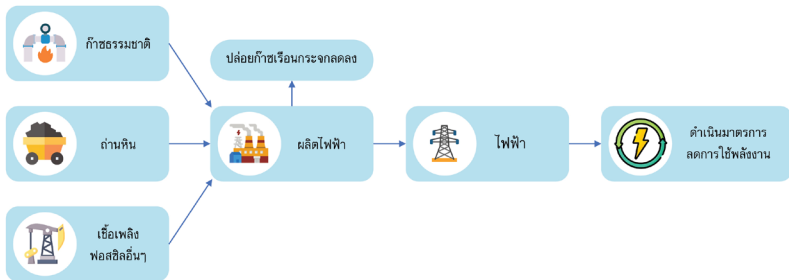 ก๊าซธรรมชาติ
ปล่อยก๊าซเรือนกระจกลดลง
ถ่านหิน
ผลิตไฟฟ้า
ไฟฟ้า
ดำเนินมาตรการ
ลดการใช้พลังงาน
เชื้อเพลิง
ฟอสซิลอื่นๆ